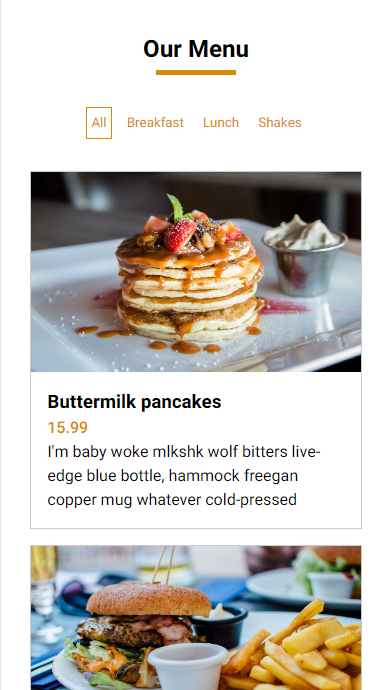 Our Menu
All Breakfast Lunch Shakes
Buttermilk pancakes
15.99
I'm baby woke mlkshk wolf bitters live-
edge blue bottle, hammock freegan
copper mug whatever cold-pressed